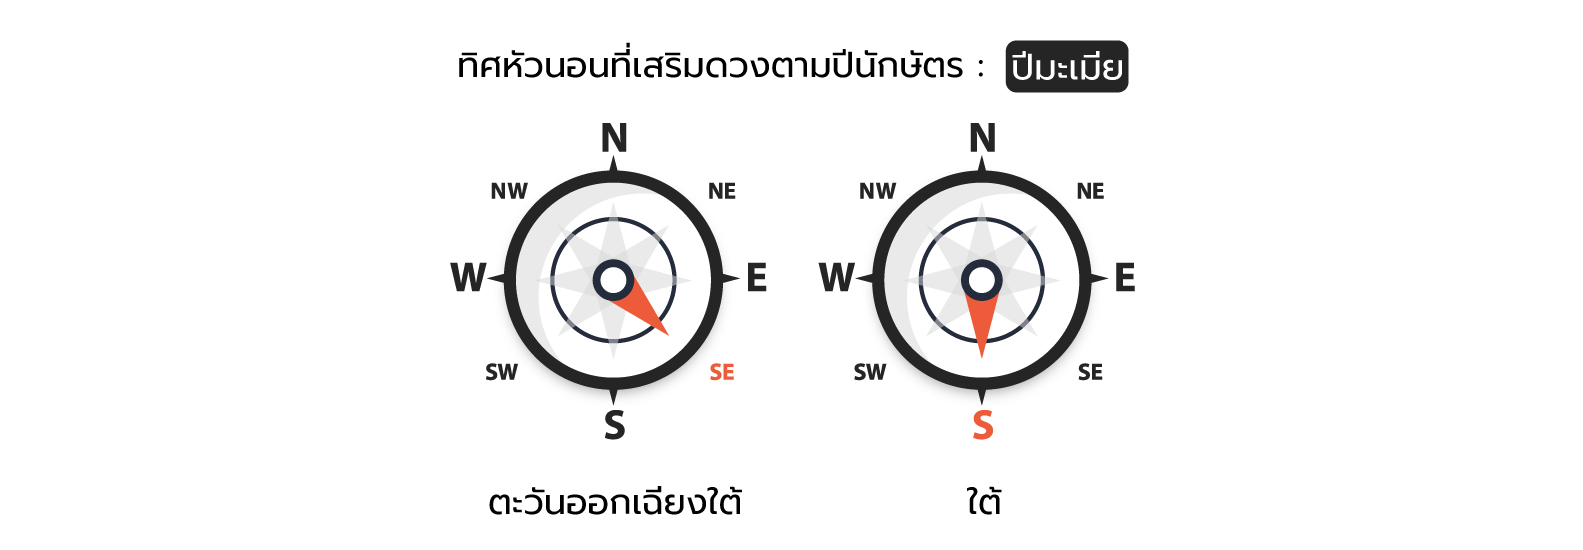 ทิศหัวนอนที่เสริมดวงตามปีนักษัตร : ปีมะเมีย
N N
NW NE NW NE
W E W E
SW SE SW SE
S S
ตะวันออกเฉียงใต้ ใต้